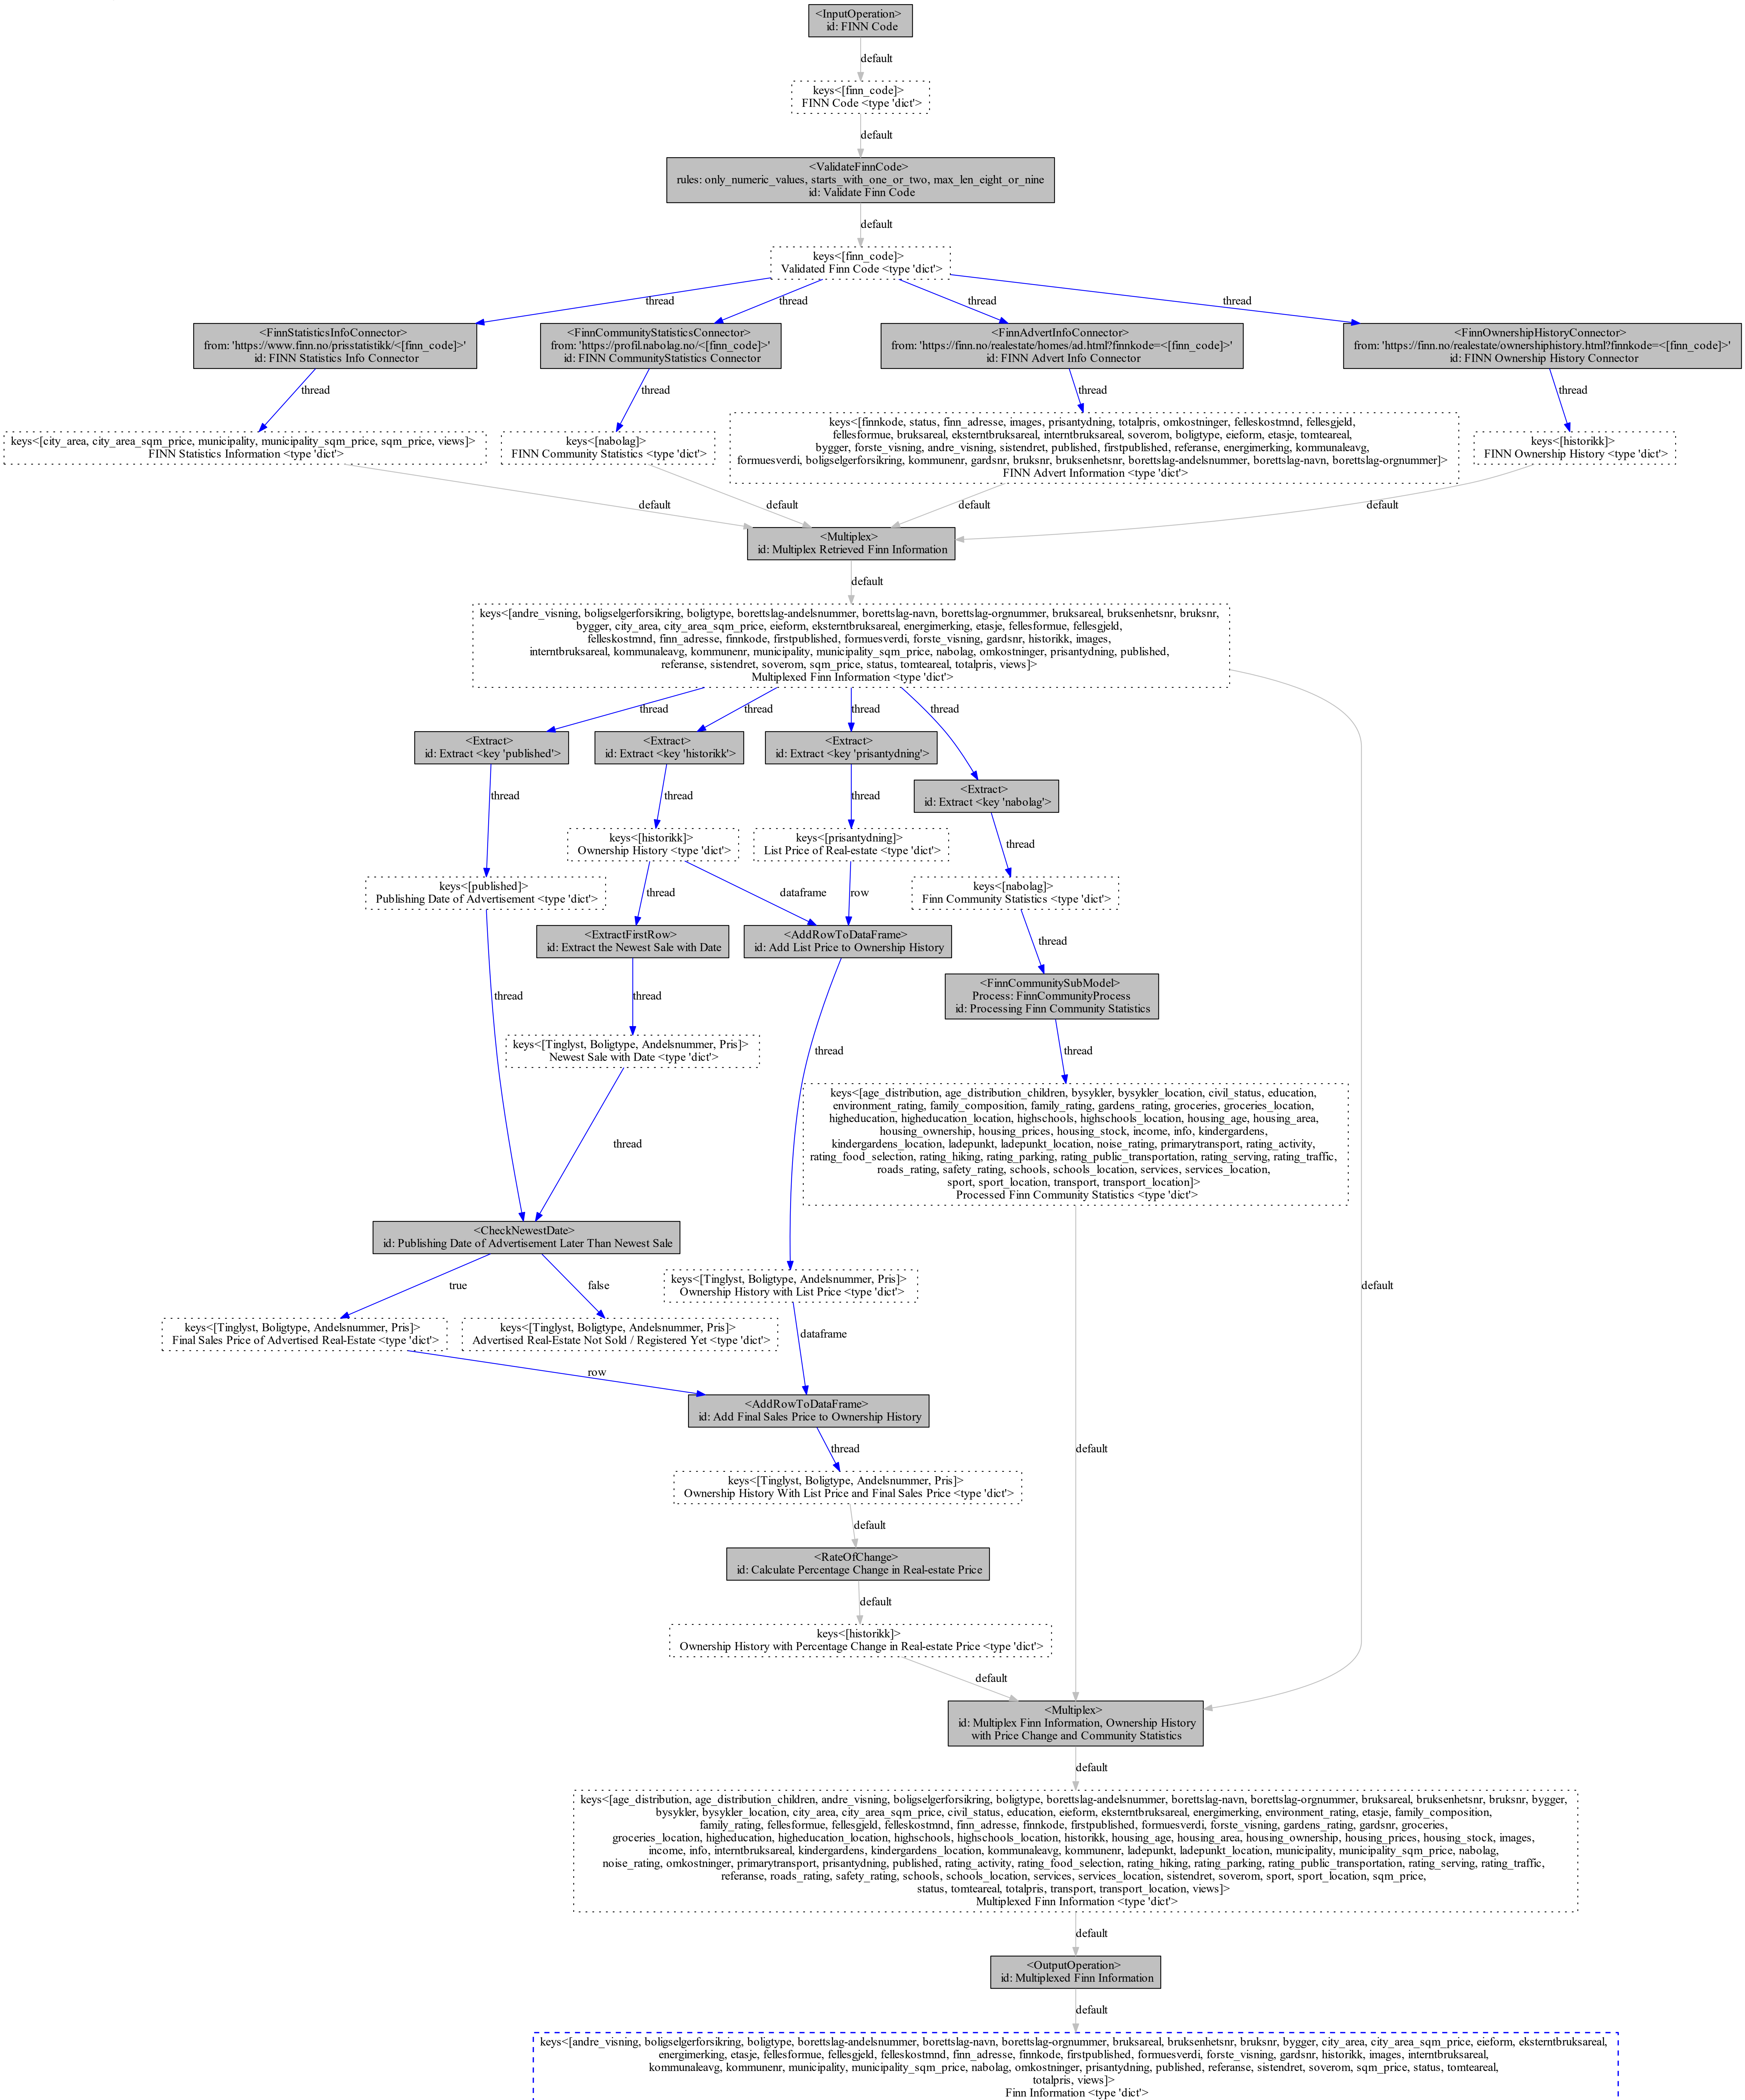 <InputOperation>
id: FINN Code
default
keys<[finn_code]>
FINN Code <type 'dict'>
default
<ValidateFinnCode>
rules: only_numeric_values, starts_with_one_or_two, max_len_eight_or_nine
id: Validate Finn Code
default
keys<[finn_code]>
Validated Finn Code <type 'dict'>
thread
thread
thread
thread
<FinnStatisticsInfoConnector>
from: 'https://www.finn.no/prisstatistikk/<[finn_code]>'
id: FINN Statistics Info Connector
<FinnCommunityStatisticsConnector>
from: 'https://profil.nabolag.no/<[finn_code]>'
id: FINN CommunityStatistics Connector
<FinnAdvertInfoConnector>
from: 'https://finn.no/realestate/homes/ad.html?finnkode=<[finn_code]>'
id: FINN Advert Info Connector
<FinnOwnershipHistoryConnector>
from: 'https://finn.no/realestate/ownershiphistory.html?finnkode=<[finn_code]>'
id: FINN Ownership History Connector
thread
thread
thread
thread
keys<[city_area, city_area_sqm_price, municipality, municipality_sqm_price, sqm_price, views]>
FINN Statistics Information <type 'dict'>
keys<[nabolag]>
FINN Community Statistics <type 'dict'>
keys<[finnkode, status, finn_adresse, images, prisantydning, totalpris, omkostninger, felleskostmnd, fellesgjeld,
fellesformue, bruksareal, eksterntbruksareal, interntbruksareal, soverom, boligtype, eieform, etasje, tomteareal,
bygger, forste_visning, andre_visning, sistendret, published, firstpublished, referanse, energimerking, kommunaleavg,
formuesverdi, boligselgerforsikring, kommunenr, gardsnr, bruksnr, bruksenhetsnr, borettslag-andelsnummer, borettslag-navn, borettslag-orgnummer]>
FINN Advert Information <type 'dict'>
keys<[historikk]>
FINN Ownership History <type 'dict'>
default
default
default
default
<Multiplex>
id: Multiplex Retrieved Finn Information
default
keys<[andre_visning, boligselgerforsikring, boligtype, borettslag-andelsnummer, borettslag-navn, borettslag-orgnummer, bruksareal, bruksenhetsnr, bruksnr,
bygger, city_area, city_area_sqm_price, eieform, eksterntbruksareal, energimerking, etasje, fellesformue, fellesgjeld,
felleskostmnd, finn_adresse, finnkode, firstpublished, formuesverdi, forste_visning, gardsnr, historikk, images,
interntbruksareal, kommunaleavg, kommunenr, municipality, municipality_sqm_price, nabolag, omkostninger, prisantydning, published,
referanse, sistendret, soverom, sqm_price, status, tomteareal, totalpris, views]>
Multiplexed Finn Information <type 'dict'>
thread
thread
thread
thread
<Extract>
id: Extract <key 'published'>
<Extract>
id: Extract <key 'historikk'>
<Extract>
id: Extract <key 'prisantydning'>
<Extract>
id: Extract <key 'nabolag'>
thread
thread
thread
thread
keys<[historikk]>
Ownership History <type 'dict'>
keys<[prisantydning]>
List Price of Real-estate <type 'dict'>
keys<[published]>
Publishing Date of Advertisement <type 'dict'>
thread
dataframe
row
keys<[nabolag]>
Finn Community Statistics <type 'dict'>
<ExtractFirstRow>
id: Extract the Newest Sale with Date
<AddRowToDataFrame>
id: Add List Price to Ownership History
thread
<FinnCommunitySubModel>
Process: FinnCommunityProcess
id: Processing Finn Community Statistics
thread
thread
keys<[Tinglyst, Boligtype, Andelsnummer, Pris]>
Newest Sale with Date <type 'dict'>
thread
thread
keys<[age_distribution, age_distribution_children, bysykler, bysykler_location, civil_status, education,
environment_rating, family_composition, family_rating, gardens_rating, groceries, groceries_location,
higheducation, higheducation_location, highschools, highschools_location, housing_age, housing_area,
housing_ownership, housing_prices, housing_stock, income, info, kindergardens,
kindergardens_location, ladepunkt, ladepunkt_location, noise_rating, primarytransport, rating_activity,
rating_food_selection, rating_hiking, rating_parking, rating_public_transportation, rating_serving, rating_traffic,
roads_rating, safety_rating, schools, schools_location, services, services_location,
sport, sport_location, transport, transport_location]>
Processed Finn Community Statistics <type 'dict'>
thread
<CheckNewestDate>
id: Publishing Date of Advertisement Later Than Newest Sale
true
false
default
keys<[Tinglyst, Boligtype, Andelsnummer, Pris]>
Ownership History with List Price <type 'dict'>
keys<[Tinglyst, Boligtype, Andelsnummer, Pris]>
Final Sales Price of Advertised Real-Estate <type 'dict'>
keys<[Tinglyst, Boligtype, Andelsnummer, Pris]>
Advertised Real-Estate Not Sold / Registered Yet <type 'dict'>
dataframe
row
<AddRowToDataFrame>
id: Add Final Sales Price to Ownership History
thread
default
keys<[Tinglyst, Boligtype, Andelsnummer, Pris]>
Ownership History With List Price and Final Sales Price <type 'dict'>
default
<RateOfChange>
id: Calculate Percentage Change in Real-estate Price
default
keys<[historikk]>
Ownership History with Percentage Change in Real-estate Price <type 'dict'>
default
<Multiplex>
id: Multiplex Finn Information, Ownership History
with Price Change and Community Statistics
default
keys<[age_distribution, age_distribution_children, andre_visning, boligselgerforsikring, boligtype, borettslag-andelsnummer, borettslag-navn, borettslag-orgnummer, bruksareal, bruksenhetsnr, bruksnr, bygger,
bysykler, bysykler_location, city_area, city_area_sqm_price, civil_status, education, eieform, eksterntbruksareal, energimerking, environment_rating, etasje, family_composition,
family_rating, fellesformue, fellesgjeld, felleskostmnd, finn_adresse, finnkode, firstpublished, formuesverdi, forste_visning, gardens_rating, gardsnr, groceries,
groceries_location, higheducation, higheducation_location, highschools, highschools_location, historikk, housing_age, housing_area, housing_ownership, housing_prices, housing_stock, images,
income, info, interntbruksareal, kindergardens, kindergardens_location, kommunaleavg, kommunenr, ladepunkt, ladepunkt_location, municipality, municipality_sqm_price, nabolag,
noise_rating, omkostninger, primarytransport, prisantydning, published, rating_activity, rating_food_selection, rating_hiking, rating_parking, rating_public_transportation, rating_serving, rating_traffic,
referanse, roads_rating, safety_rating, schools, schools_location, services, services_location, sistendret, soverom, sport, sport_location, sqm_price,
status, tomteareal, totalpris, transport, transport_location, views]>
Multiplexed Finn Information <type 'dict'>
default
<OutputOperation>
id: Multiplexed Finn Information
default
keys<[andre_visning, boligselgerforsikring, boligtype, borettslag-andelsnummer, borettslag-navn, borettslag-orgnummer, bruksareal, bruksenhetsnr, bruksnr, bygger, city_area, city_area_sqm_price, eieform, eksterntbruksareal,
energimerking, etasje, fellesformue, fellesgjeld, felleskostmnd, finn_adresse, finnkode, firstpublished, formuesverdi, forste_visning, gardsnr, historikk, images, interntbruksareal,
kommunaleavg, kommunenr, municipality, municipality_sqm_price, nabolag, omkostninger, prisantydning, published, referanse, sistendret, soverom, sqm_price, status, tomteareal,
totalpris, views]>
Finn Information <type 'dict'>